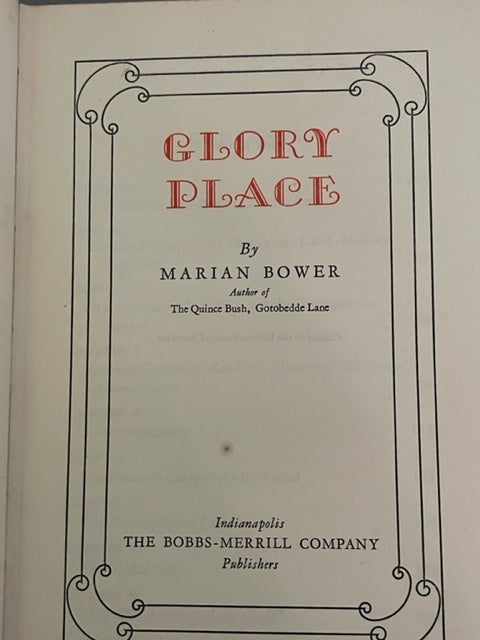 GLORY
PLACE
By
MARIAN BOWER
Author of
The Quince Bush, Gotobedde Lane
Indianapolis
THE BOBBS-MERRILL COMPANY
Publishers